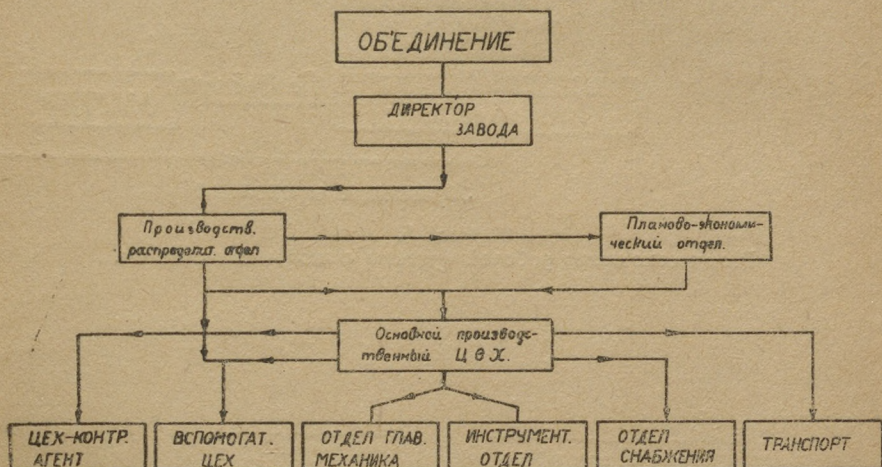 ОБ'ЕДИНЕНИЕ
ДИРЕКТОР
ЗАВОДА
Производств.
распределит. отдел
Планово-экономи-
ческий отдел.
Основной производс-
твенный ЦЕХ.
ЦЕХ-КОНТР.
АГЕНТ
ВСПОМОГАТ.
ЦЕХ
ОТДЕЛ ГЛАВ.
МЕХАНИКА
ИНСТРУМЕНТ.
ОТДЕЛ
ОТДЕЛ
СНАБЖЕНИЯ
ТРАНСПОРТ